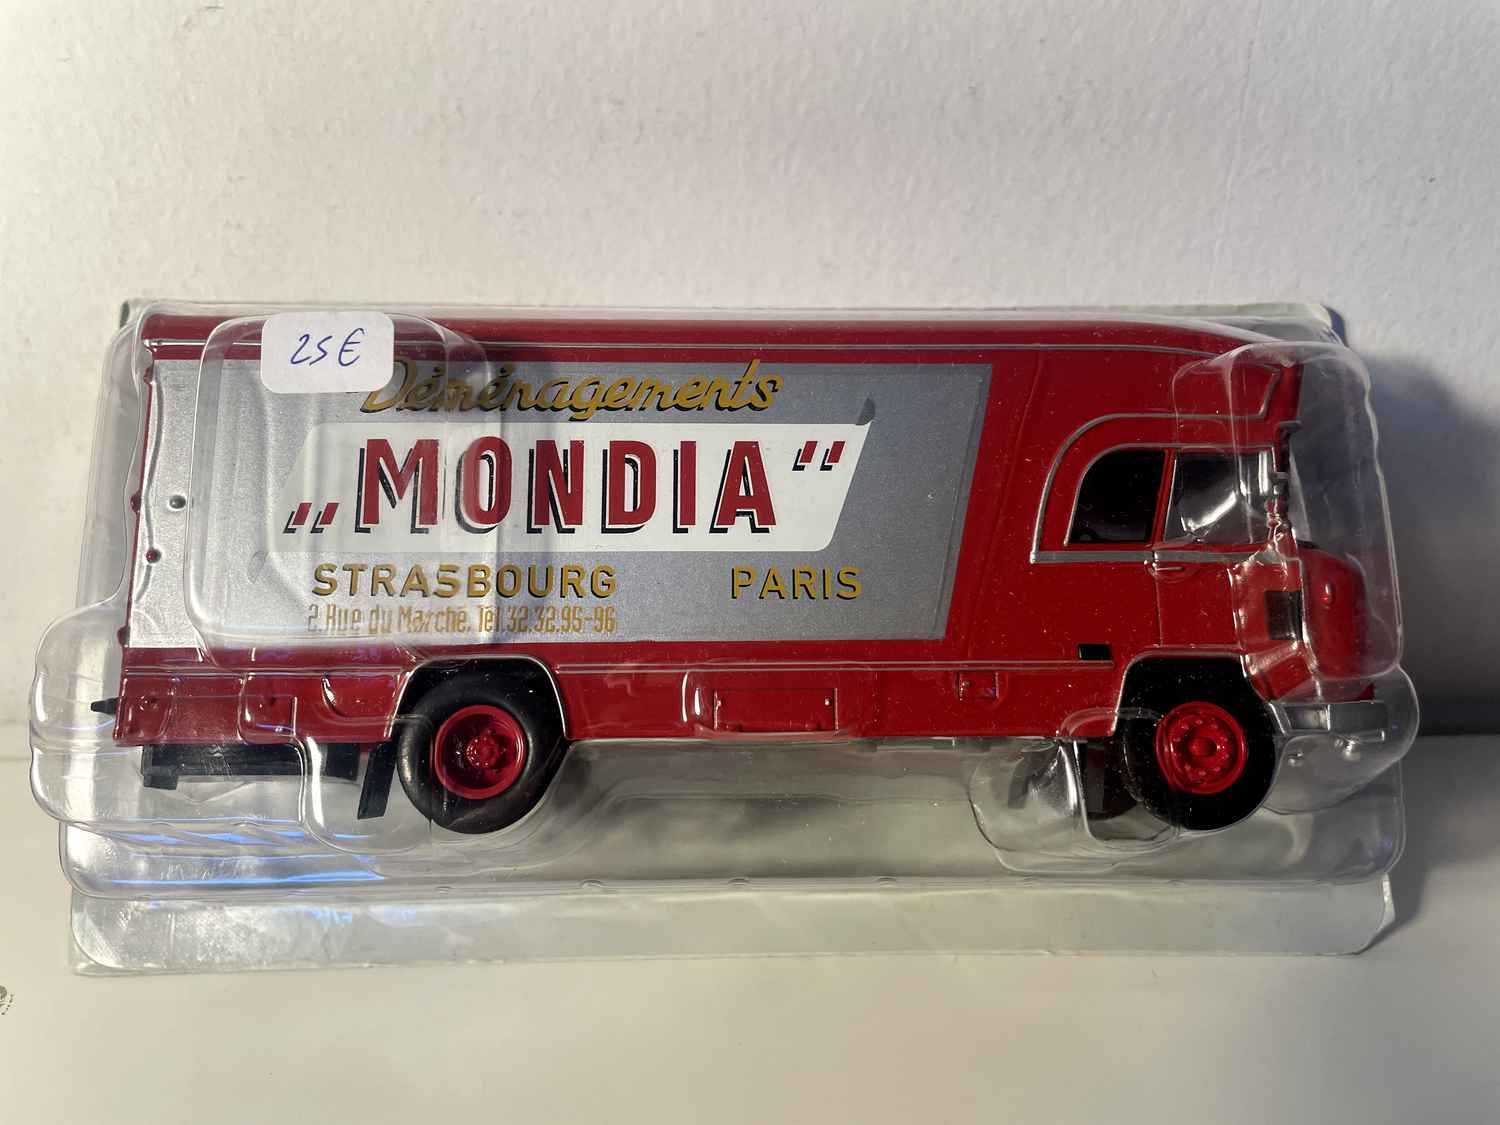 25€
Déménagements
„MONDIA“
STRASBOURG PARIS
2. Rue du Marché. Tél. 32.32.95-96